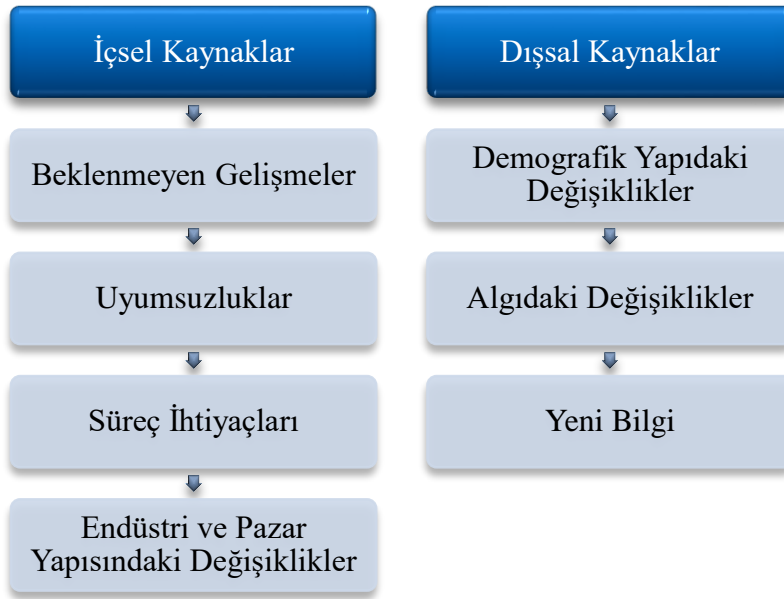 İçsel Kaynaklar
Beklenmeyen Gelişmeler
Uyumsuzluklar
Süreç İhtiyaçları
Endüstri ve Pazar
Yapısındaki Değişiklikler
Dışsal Kaynaklar
Demografik Yapıdaki
Değişiklikler
Algıdaki Değişiklikler
Yeni Bilgi